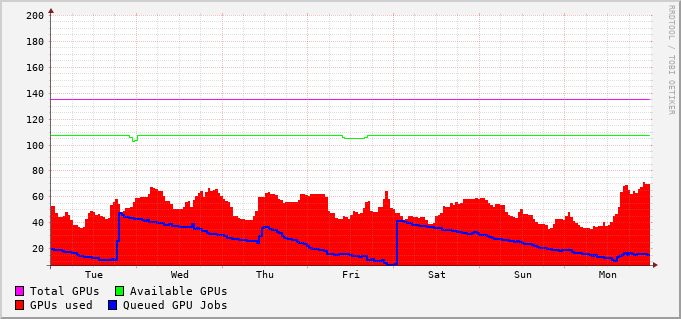 200
180
160
140
120
100
80
60
40
20
Tue Wed Thu Fri Sat Sun Mon
Total GPUs Available GPUs
GPUs used Queued GPU Jobs
RRDTOOL / TOBI OETIKER